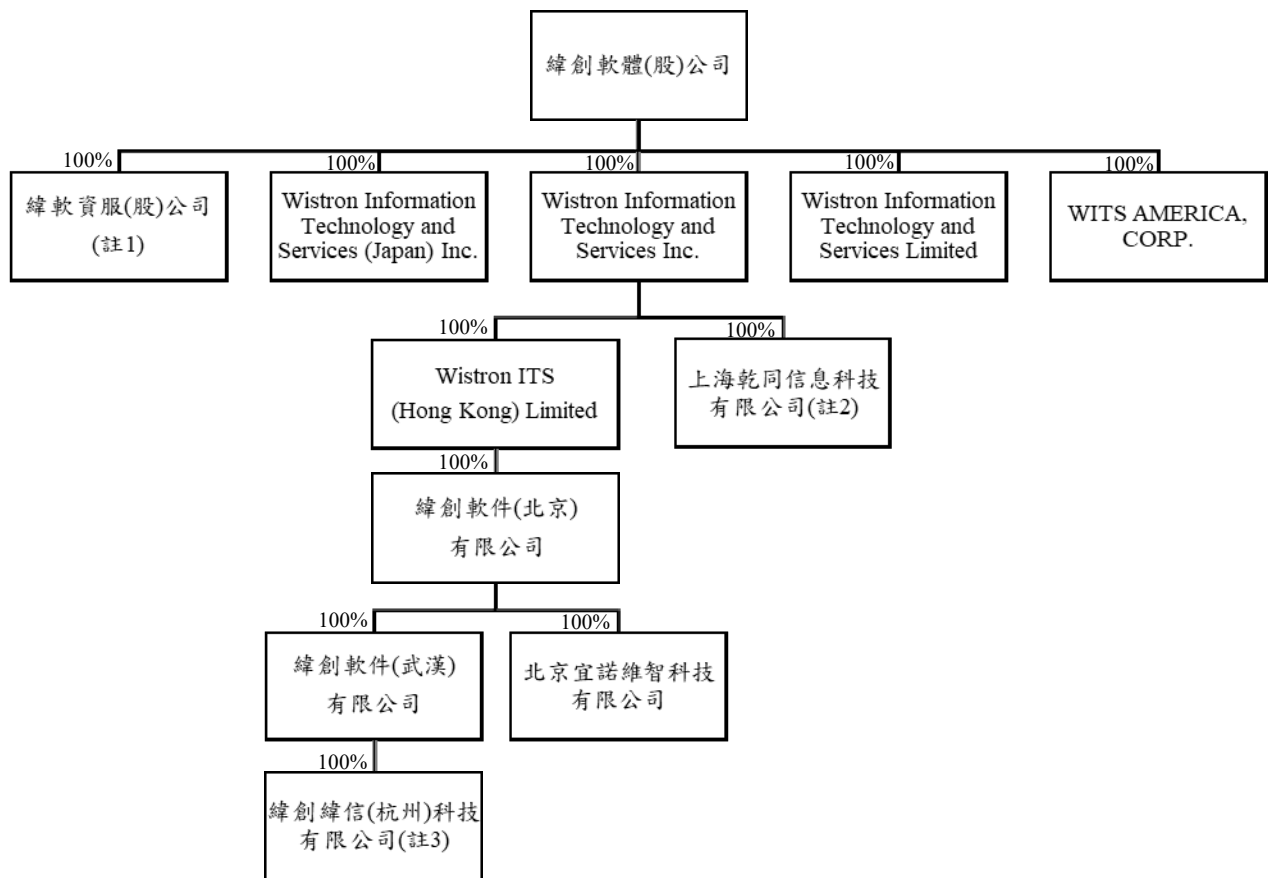 緯創軟體(股)公司
100%
100%
100%
100%
100%
緯軟資服(股)公司
(註1)
Wistron Information
Technology and
Services (Japan) Inc.
Wistron Information
Technology and
Services Inc.
Wistron Information
Technology and
Services Limited
WITS AMERICA,
CORP.
100%
100%
Wistron ITS
(Hong Kong) Limited
上海乾同信息科技
有限公司(註2)
100%
緯創軟件(北京)
有限公司
100%
100%
緯創軟件(武漢)
有限公司
北京宜諾維智科技
有限公司
100%
緯創緯信(杭州)科技
有限公司(註3)